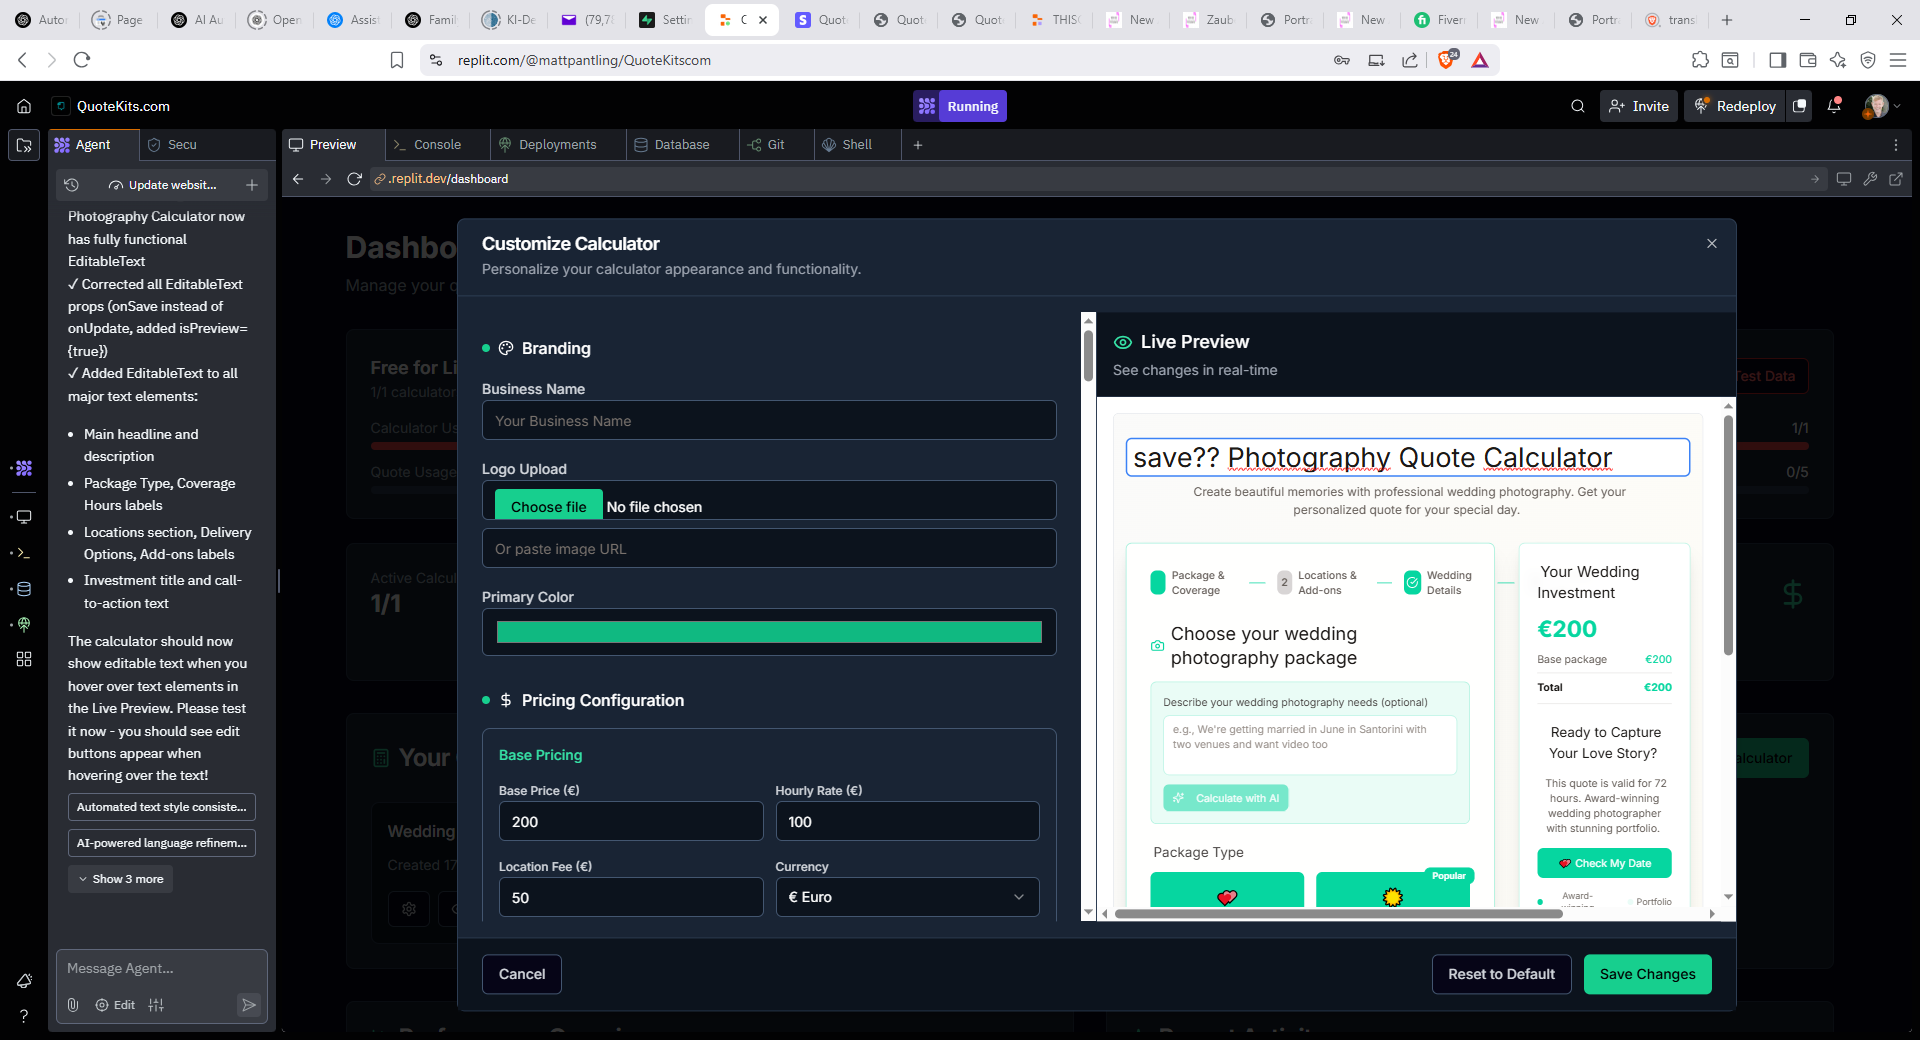 Autor
Page
AI Au
Open
Assist
Famil
KI-De
(79,78
Settin
C
Quote
Quot
Quot
THISC
New
Zaub
Portra
New
Fiverr
New
Portra
transl
replit.com/@mattpantling/QuoteKitscom
24
QuoteKits.com
Running
Invite
Redeploy
Agent
Secu
Preview
Console
Deployments
Database
Git
Shell
Update websit...
.replit.dev/dashboard
Photography Calculator now
has fully functional
EditableText
✓ Corrected all EditableText
props (onSave instead of
onUpdate, added isPreview=
{true})
✓ Added EditableText to all
major text elements:
• Main headline and
description
• Package Type, Coverage
Hours labels
• Locations section, Delivery
Options, Add-ons labels
• Investment title and call-
to-action text
The calculator should now
show editable text when you
hover over text elements in
the Live Preview. Please test
it now - you should see edit
buttons appear when
hovering over the text!
Automated text style consiste...
AI-powered language refinem...
Show 3 more
Message Agent...
Edit
?
Dashbo
Manage your q
Free for Li
1/1 calculator
Calculator Us
Quote Usage
Active Calcul
1/1
Your
Wedding
Created 17
Test Data
1/1
0/5
alculator
Customize Calculator
Personalize your calculator appearance and functionality.
Branding
Business Name
Your Business Name
Logo Upload
Choose file No file chosen
Or paste image URL
Primary Color
$ Pricing Configuration
Base Pricing
Base Price (€)
Hourly Rate (€)
200
100
Location Fee (€)
Currency
50
€ Euro
Live Preview
See changes in real-time
save?? Photography Quote Calculator
Create beautiful memories with professional wedding photography. Get your
personalized quote for your special day.
Package &
Coverage
2
Locations &
Add-ons
Wedding
Details
Choose your wedding
photography package
Describe your wedding photography needs (optional)
e.g., We're getting married in June in Santorini with
two venues and want video too
Calculate with AI
Package Type
Popular
Your Wedding
Investment
€200
Base package €200
Total €200
Ready to Capture
Your Love Story?
This quote is valid for 72
hours. Award-winning
wedding photographer
with stunning portfolio.
Check My Date
Award-
winning
Portfolio
Cancel
Reset to Default
Save Changes